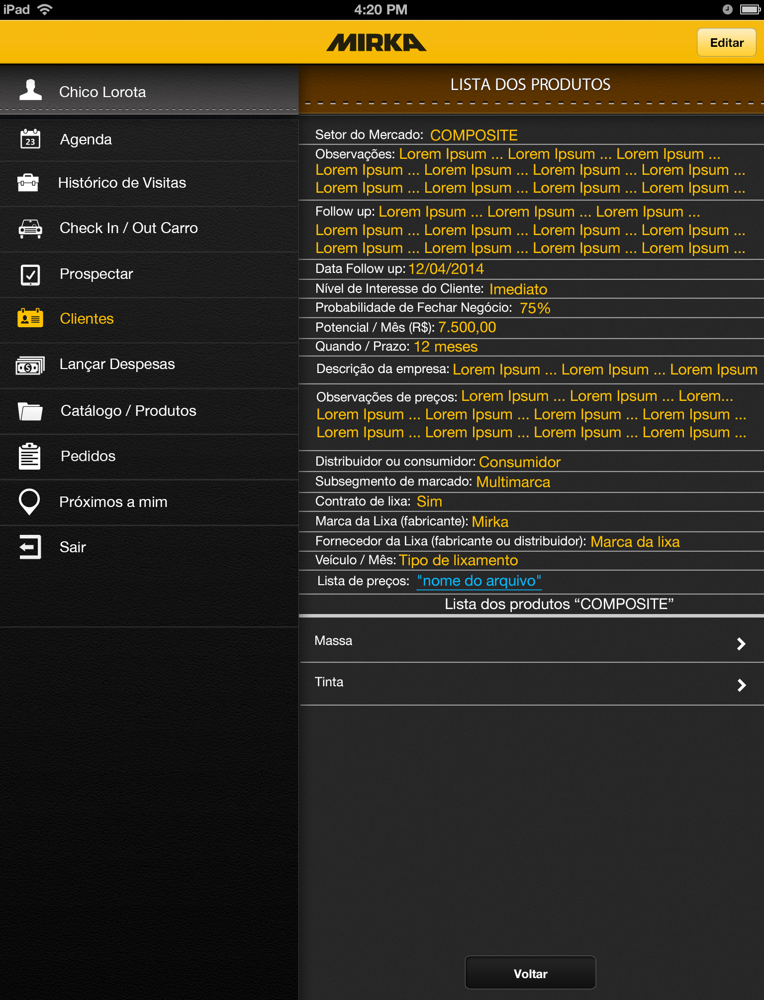 iPad
4:20 PM
MIRKA
Editar
Chico Lorota
23
Agenda
Histórico de Visitas
Check In / Out Carro
Prospectar
Clientes
$
Lançar Despesas
Catálogo / Produtos
Pedidos
Próximos a mim
Sair
LISTA DOS PRODUTOS
Setor do Mercado: COMPOSITE
Observações: Lorem Ipsum ... Lorem Ipsum ... Lorem Ipsum ...
Lorem Ipsum ... Lorem Ipsum ... Lorem Ipsum ... Lorem Ipsum ...
Lorem Ipsum ... Lorem Ipsum ... Lorem Ipsum ... Lorem Ipsum ...
Follow up: Lorem Ipsum ... Lorem Ipsum ... Lorem Ipsum ...
Lorem Ipsum ... Lorem Ipsum ... Lorem Ipsum ... Lorem Ipsum ...
Lorem Ipsum ... Lorem Ipsum ... Lorem Ipsum ... Lorem Ipsum ...
Data Follow up: 12/04/2014
Nível de Interesse do Cliente: Imediato
Probabilidade de Fechar Negócio: 75%
Potencial / Mês (R$): 7.500,00
Quando / Prazo: 12 meses
Descrição da empresa: Lorem Ipsum ... Lorem Ipsum ... Lorem Ipsum
Observações de preços: Lorem Ipsum ... Lorem Ipsum ... Lorem...
Lorem Ipsum ... Lorem Ipsum ... Lorem Ipsum ... Lorem Ipsum ...
Lorem Ipsum ... Lorem Ipsum ... Lorem Ipsum ... Lorem Ipsum ...
Distribuidor ou consumidor: Consumidor
Subsegmento de marcado: Multimarca
Contrato de lixa: Sim
Marca da Lixa (fabricante): Mirka
Fornecedor da Lixa (fabricante ou distribuidor): Marca da lixa
Veículo / Mês: Tipo de lixamento
Lista de preços: "nome do arquivo"
Lista dos produtos “COMPOSITE”
Massa
Tinta
Voltar